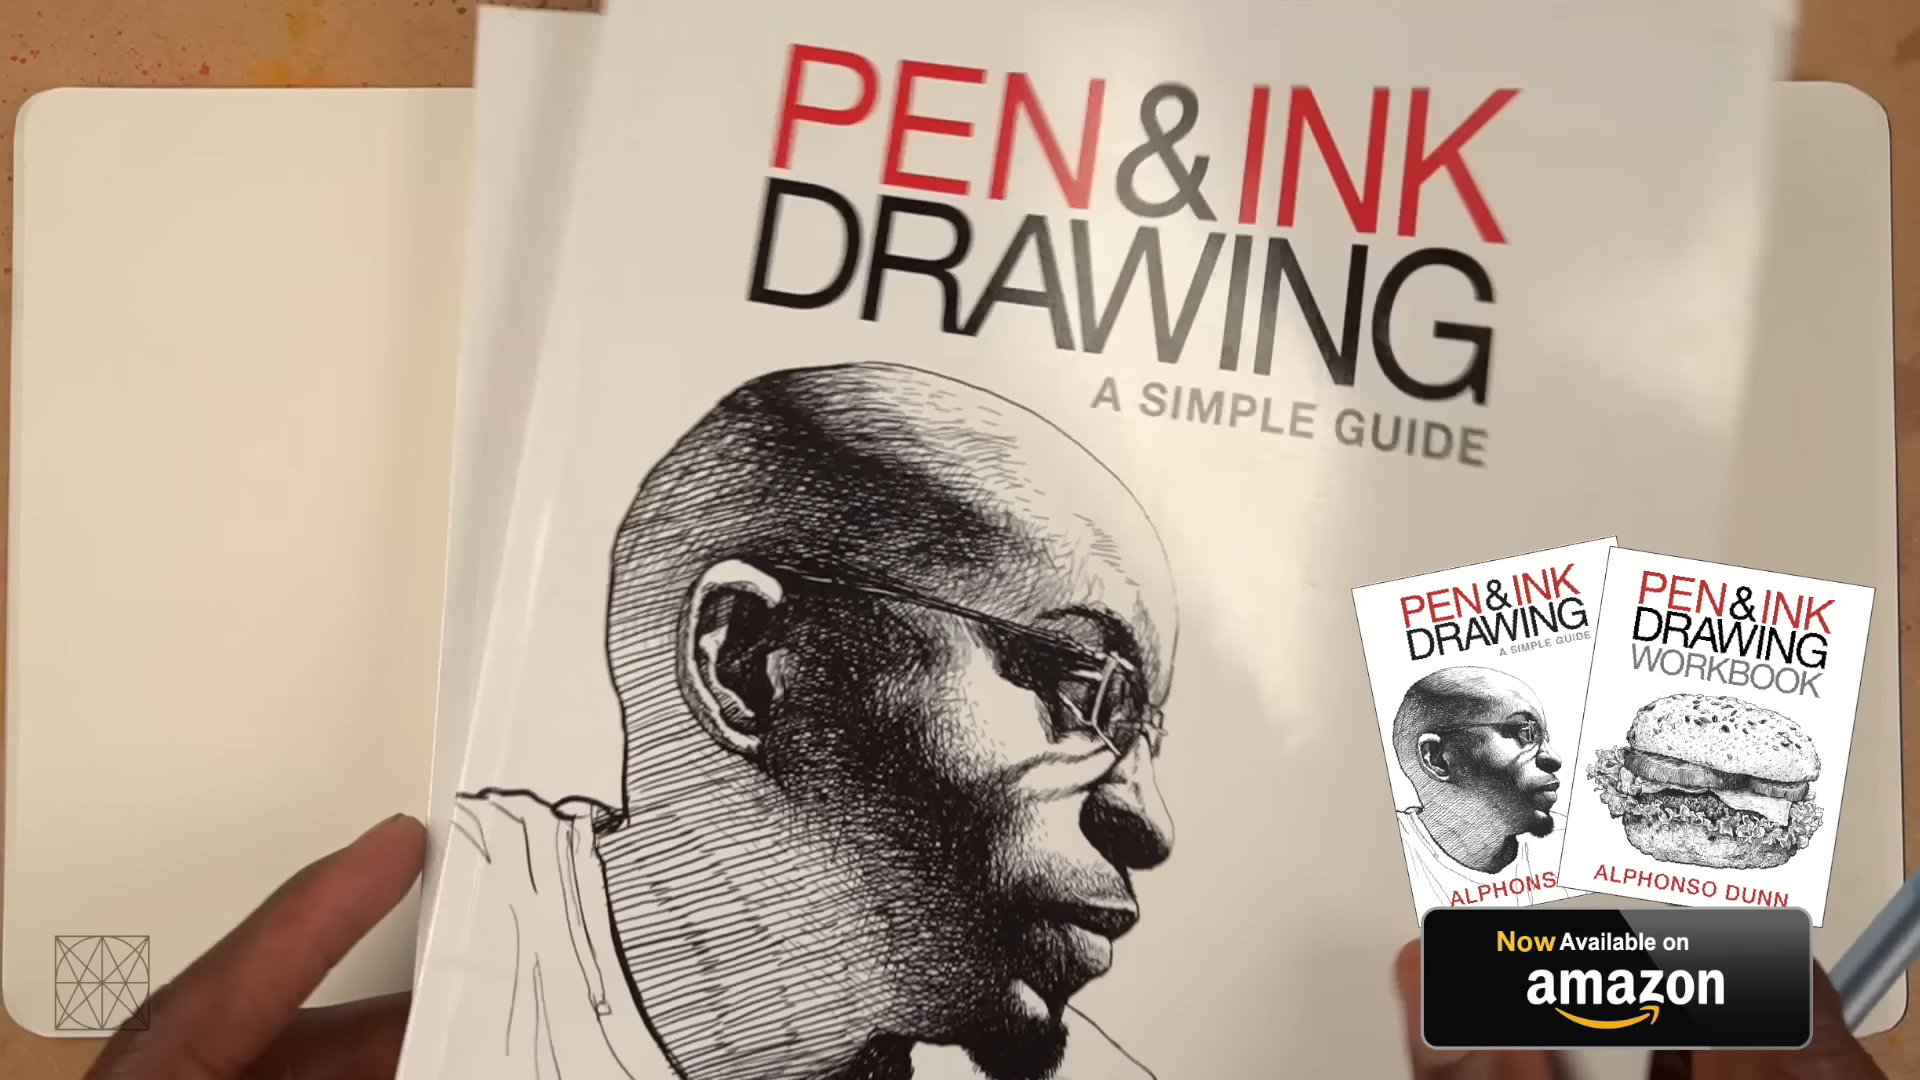 PEN & INK
DRAWING
A SIMPLE GUIDE
PEN & INK
DRAWING
A SIMPLE GUIDE
ALPHONS
PEN & INK
DRAWING
WORKBOOK
ALPHONSO DUNN
Now Available on
amazon